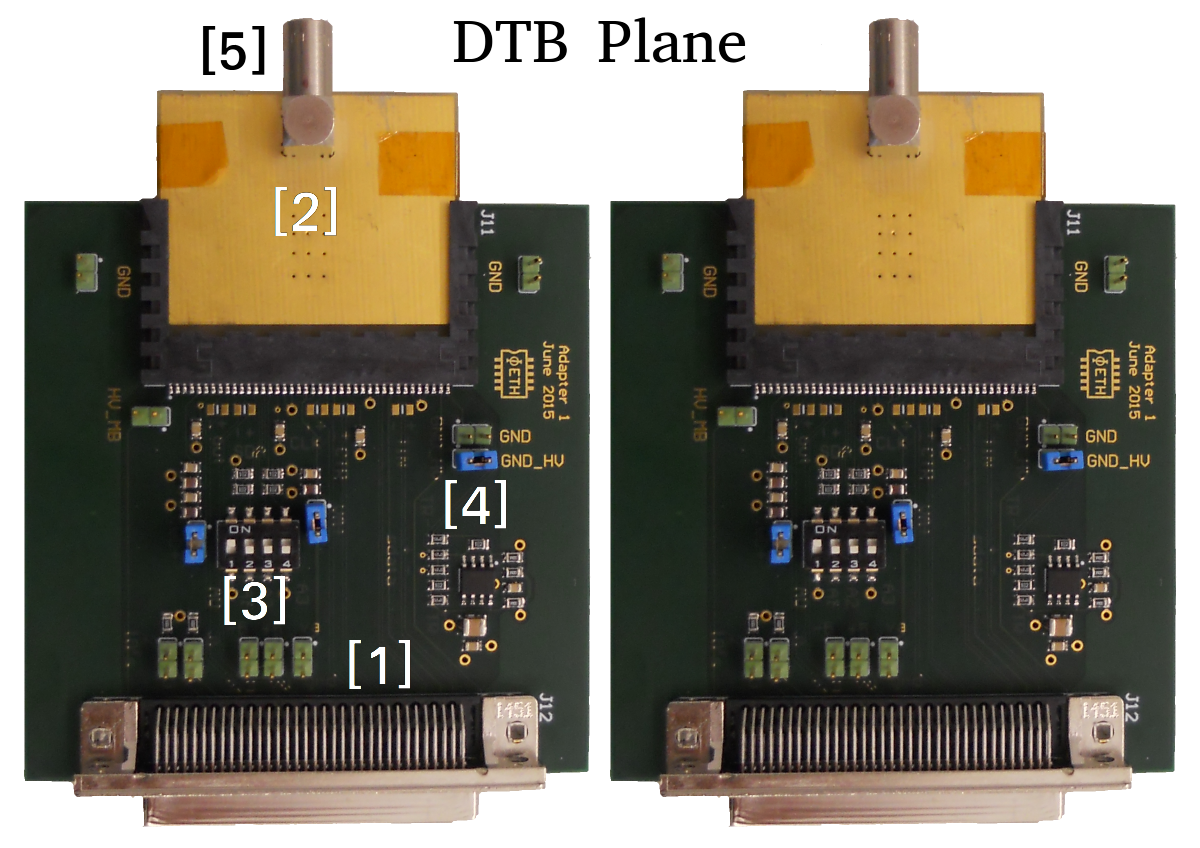 [5] DTB Plane
[2]
J11
GND
GND
ΦETH
Adapter 1
June 2015
HV_MB
GND
GND_HV
[4]
ON
1 2 3 4
[3]
[1]
J12
J11
GND
GND
ΦETH
Adapter 1
June 2015
HV_MB
GND
GND_HV
ON
1 2 3 4
J12